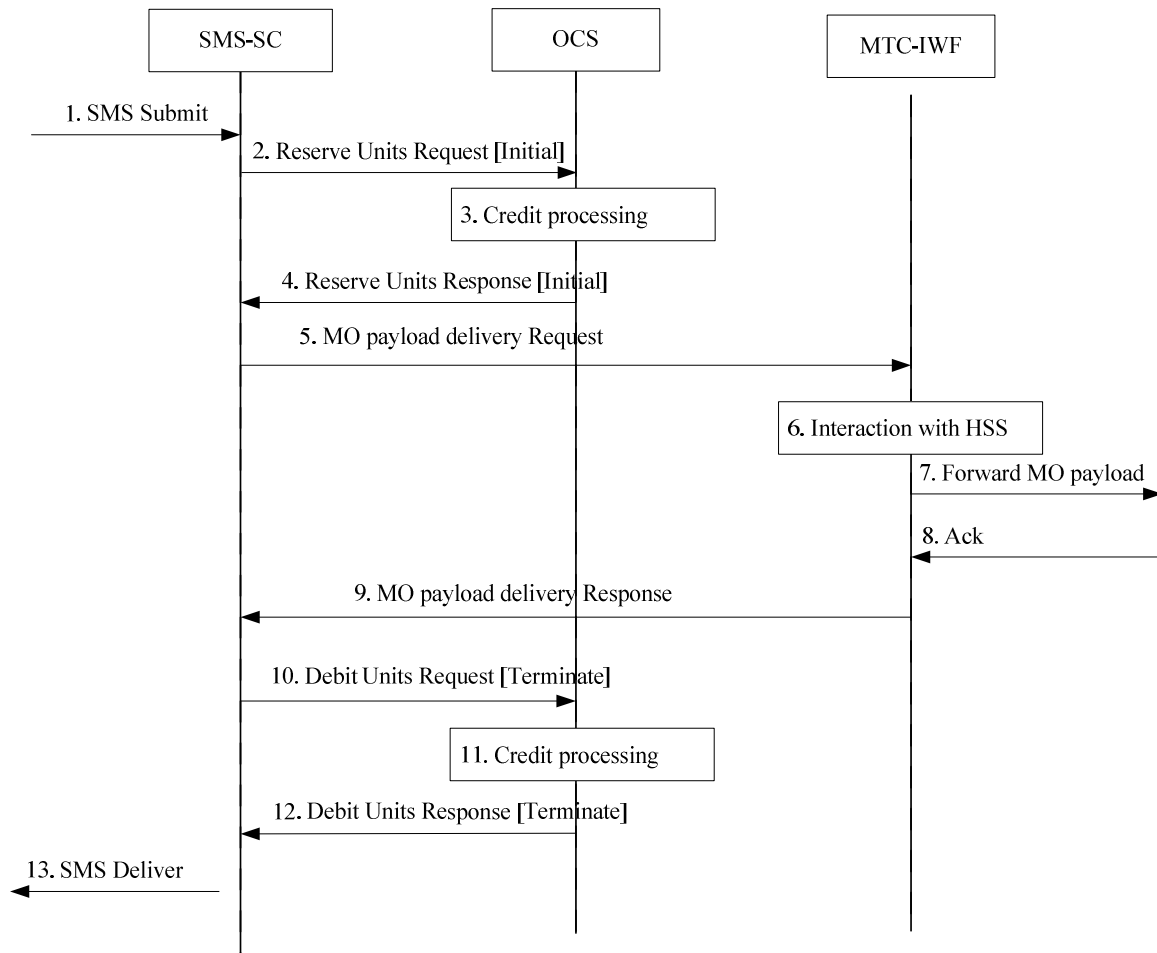 SMS-SC
OCS
MTC-IWF
1. SMS Submit
2. Reserve Units Request [Initial]
3. Credit processing
4. Reserve Units Response [Initial]
5. MO payload delivery Request
6. Interaction with HSS
7. Forward MO payload
8. Ack
9. MO payload delivery Response
10. Debit Units Request [Terminate]
11. Credit processing
12. Debit Units Response [Terminate]
13. SMS Deliver